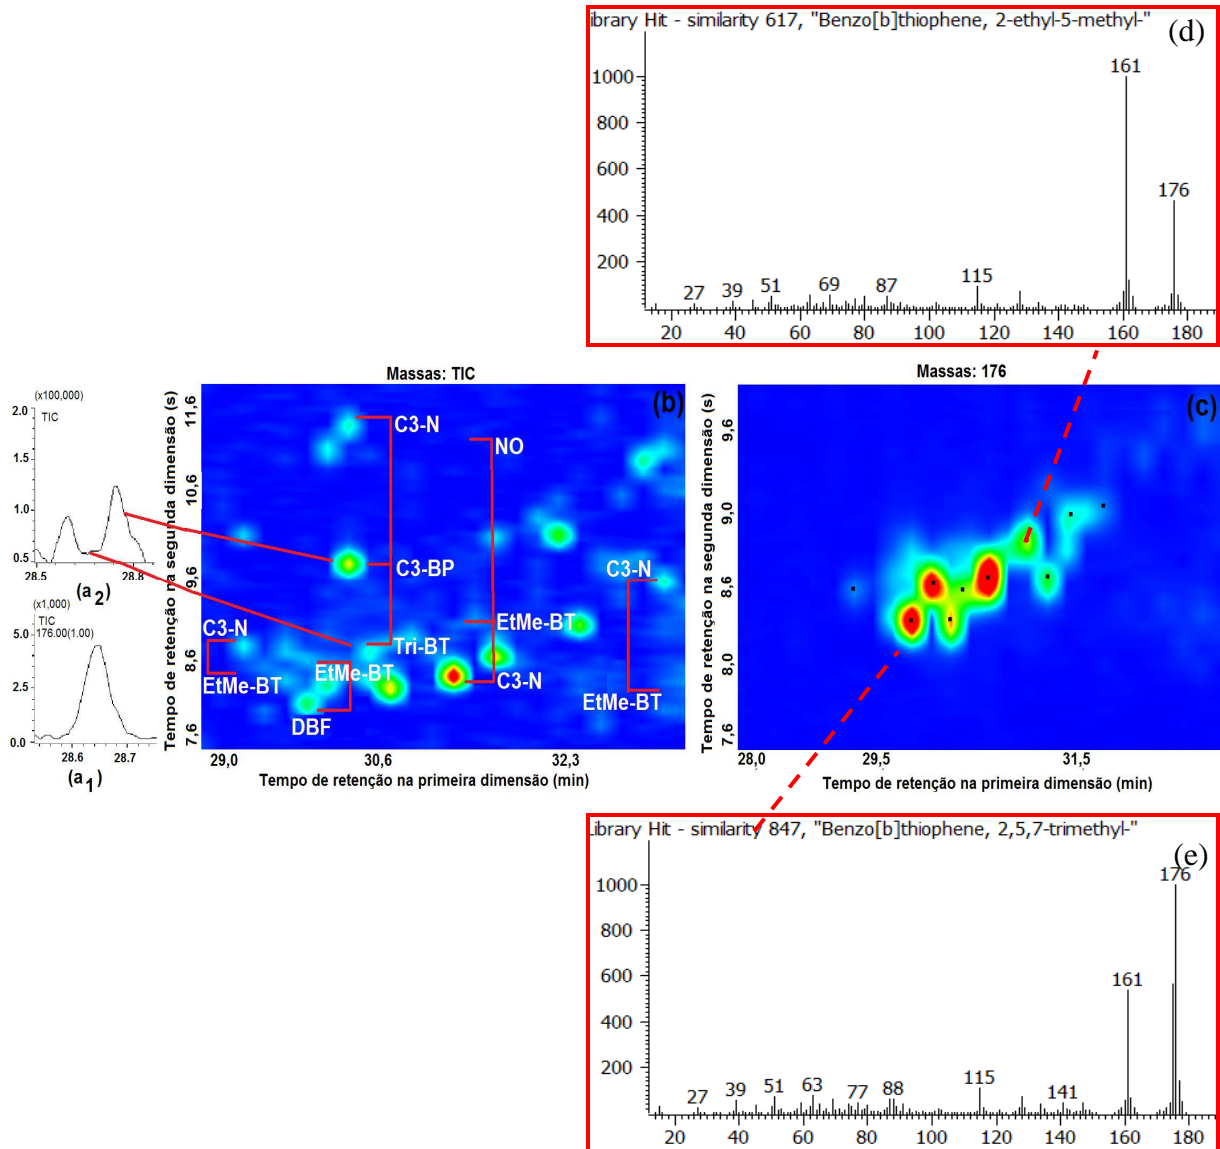 ibrary Hit - similarity 617, "Benzo[b]thiophene, 2-ethyl-5-methyl-"
(d)
1000
800
600
400
200
161
176
27
39
51
69
87
115
20 40 60 80 100 120 140 160 180
(x100,000)
TIC
2.0
1.5
1.0
0.5
28.5 28.8
(a2)
(x1,000)
TIC
176.00(1.00)
5.0
2.5
0.0
28.6 28.7
(a1)
Massas: TIC
(b)
Tempo de retenção na segunda dimensão (s)
11,6
10,6
9,6
8,6
7,6
C3-N
NO
C3-BP
C3-N
C3-N
EtMe-BT
Tri-BT
EtMe-BT
EtMe-BT
C3-N
EtMe-BT
DBF
29,0 30,6 32,3
Tempo de retenção na primeira dimensão (min)
Massas: 176
(c)
Tempo de retenção na segunda dimensão (s)
9,6
9,0
8,6
8,0
7,6
28,0 29,5 31,5
Tempo de retenção na primeira dimensão (min)
Library Hit - similarity 847, "Benzo[b]thiophene, 2,5,7-trimethyl-"
(e)
1000
800
600
400
200
176
161
27
39
51
63
77
88
115
141
20 40 60 80 100 120 140 160 180